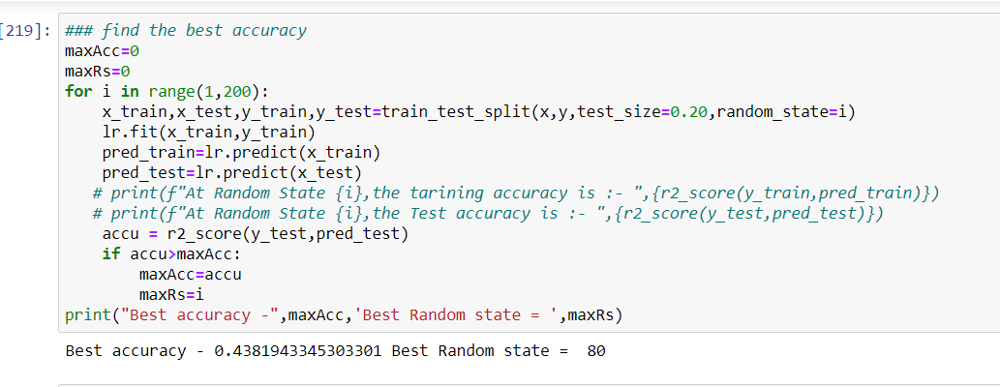 [219]: ### find the best accuracy
maxAcc=0
maxRs=0
for i in range(1,200):
    x_train,x_test,y_train,y_test=train_test_split(x,y,test_size=0.20,random_state=i)
    lr.fit(x_train,y_train)
    pred_train=lr.predict(x_train)
    pred_test=lr.predict(x_test)
   # print(f"At Random State {i},the tarining accuracy is :- ",{r2_score(y_train,pred_train)})
   # print(f"At Random State {i},the Test accuracy is :- ",{r2_score(y_test,pred_test)})
    accu = r2_score(y_test,pred_test)
    if accu>maxAcc:
        maxAcc=accu
        maxRs=i
print("Best accuracy -",maxAcc,'Best Random state = ',maxRs)
Best accuracy - 0.4381943345303301 Best Random state =  80